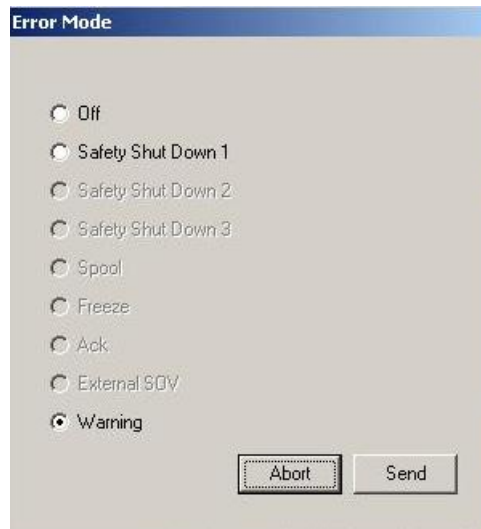 Error Mode
Off
Safety Shut Down 1
Safety Shut Down 2
Safety Shut Down 3
Spool
Freeze
Ack
External SOV
Warning
Abort Send